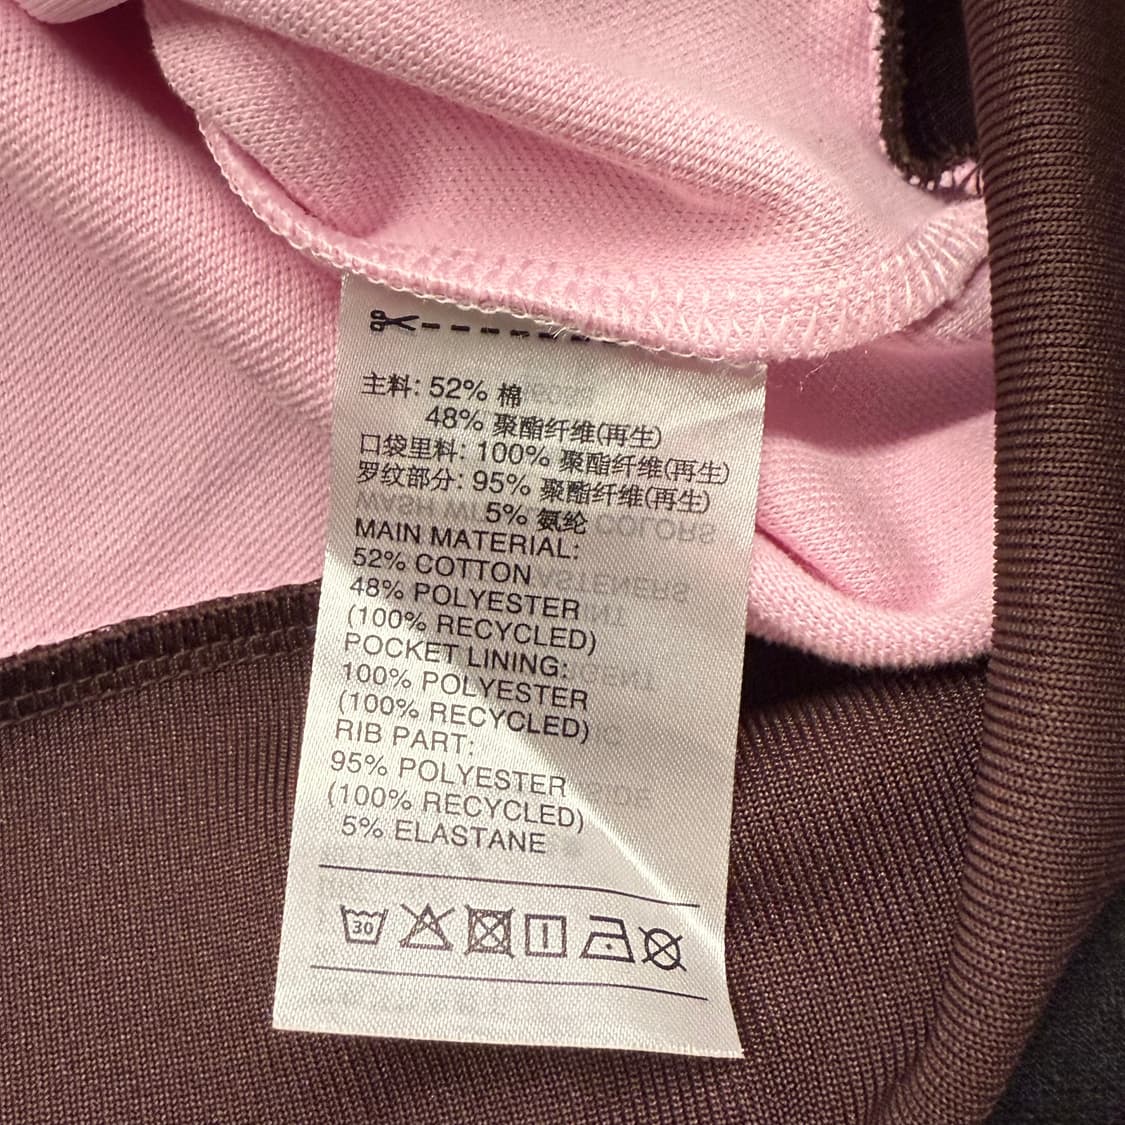 主料: 52% 棉
48% 聚酯纤维(再生)
口袋里料: 100% 聚酯纤维(再生)
罗纹部分: 95% 聚酯纤维(再生)
5% 氨纶
MAIN MATERIAL:
52% COTTON
48% POLYESTER
(100% RECYCLED)
POCKET LINING:
100% POLYESTER
(100% RECYCLED)
RIB PART:
95% POLYESTER
(100% RECYCLED)
5% ELASTANE
30